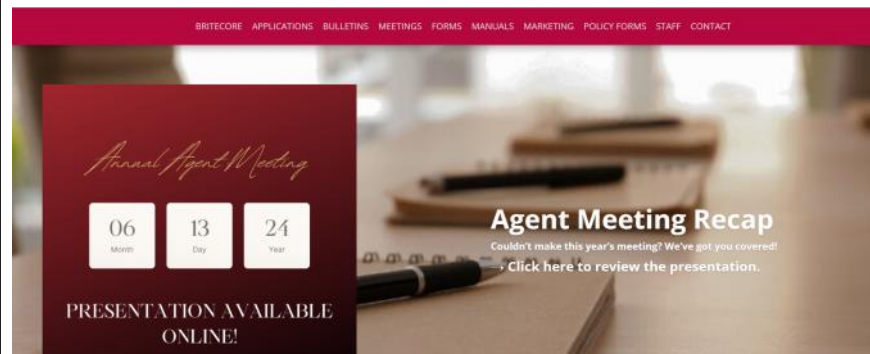 BRITECORE APPLICATIONS BULLETINS MEETINGS FORMS MANUALS MARKETING POLICY FORMS STAFF CONTACT
Annual Agent Meeting
06 13 24
Month Day Year
PRESENTATION AVAILABLE
ONLINE!
Agent Meeting Recap
Couldn't make this year's meeting? We've got you covered!
Click here to review the presentation.